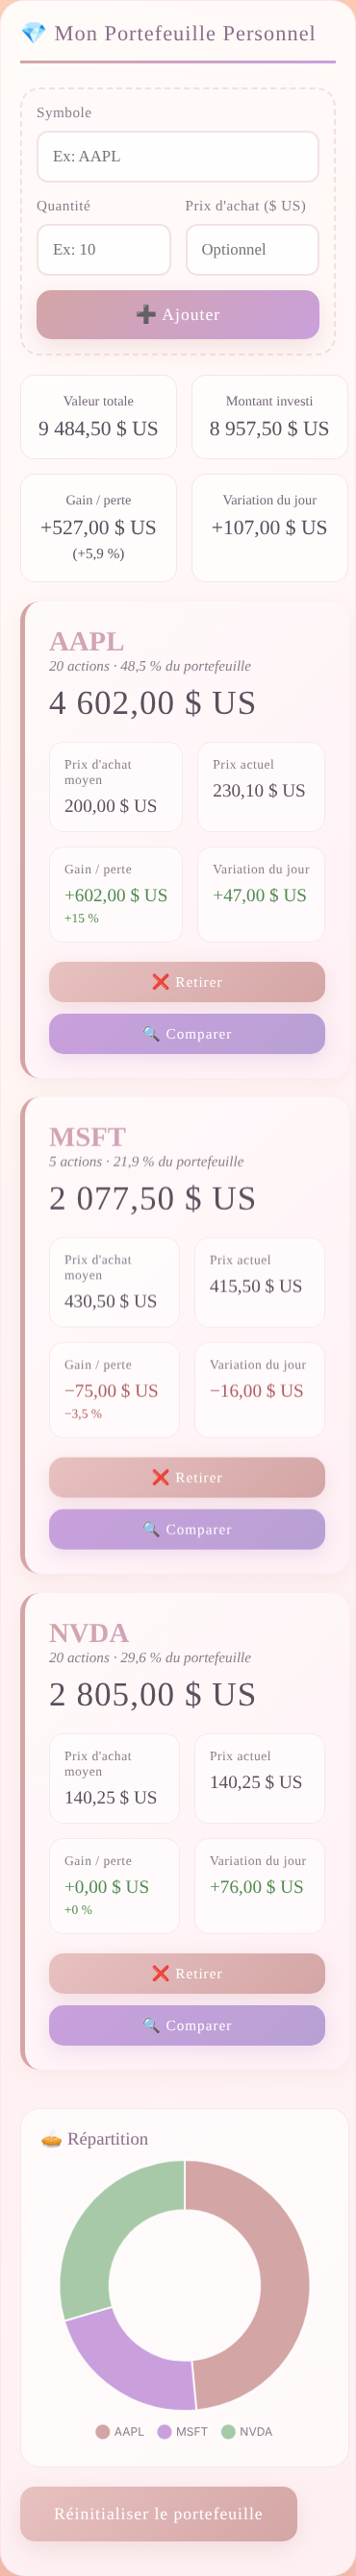 💎 Mon Portefeuille Personnel
Symbole
Ex: AAPL
Quantité
Prix d'achat ($ US)
Ex: 10
Optionnel
➕ Ajouter
Valeur totale
9 484,50 $ US
Montant investi
8 957,50 $ US
Gain / perte
+527,00 $ US
(+5,9 %)
Variation du jour
+107,00 $ US
AAPL
20 actions · 48,5 % du portefeuille
4 602,00 $ US
Prix d'achat
moyen
200,00 $ US
Prix actuel
230,10 $ US
Gain / perte
+602,00 $ US
+15 %
Variation du jour
+47,00 $ US
❌ Retirer
🔍 Comparer
MSFT
5 actions · 21,9 % du portefeuille
2 077,50 $ US
Prix d'achat
moyen
430,50 $ US
Prix actuel
415,50 $ US
Gain / perte
−75,00 $ US
−3,5 %
Variation du jour
−16,00 $ US
❌ Retirer
🔍 Comparer
NVDA
20 actions · 29,6 % du portefeuille
2 805,00 $ US
Prix d'achat
moyen
140,25 $ US
Prix actuel
140,25 $ US
Gain / perte
+0,00 $ US
+0 %
Variation du jour
+76,00 $ US
❌ Retirer
🔍 Comparer
🥧 Répartition
AAPL MSFT NVDA
Réinitialiser le portefeuille